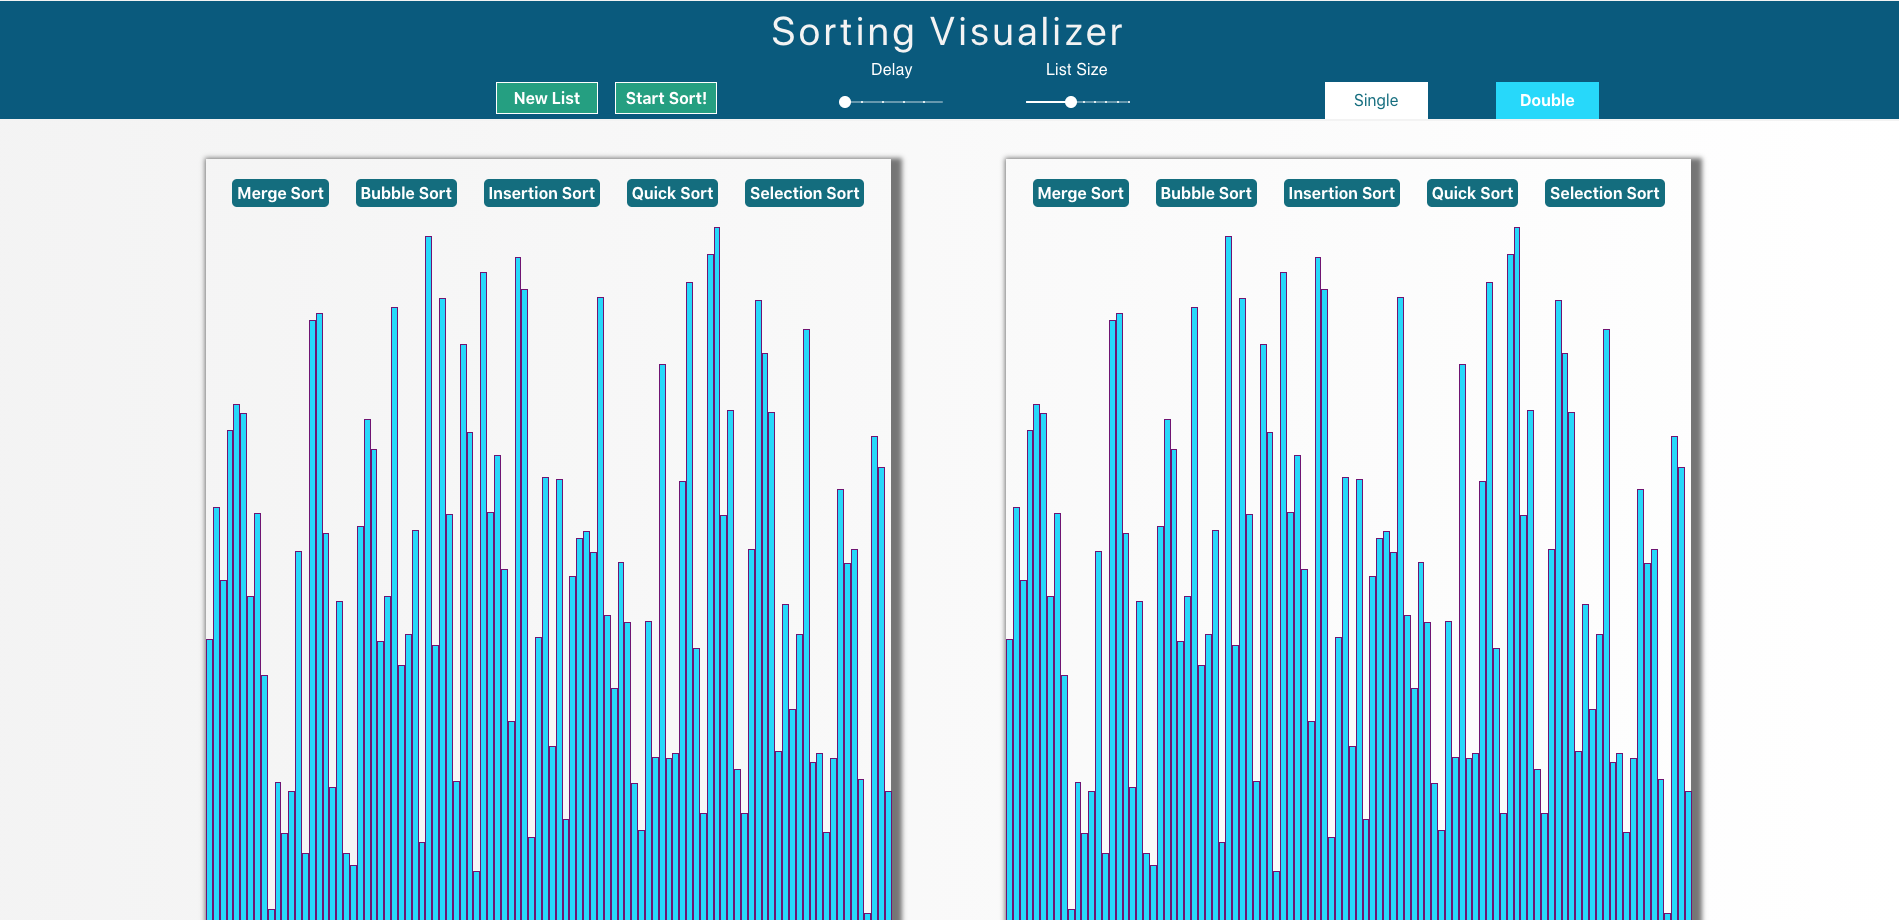 Sorting Visualizer
Delay
List Size
New List
Start Sort!
Single
Double
Merge Sort
Bubble Sort
Insertion Sort
Quick Sort
Selection Sort
Merge Sort
Bubble Sort
Insertion Sort
Quick Sort
Selection Sort